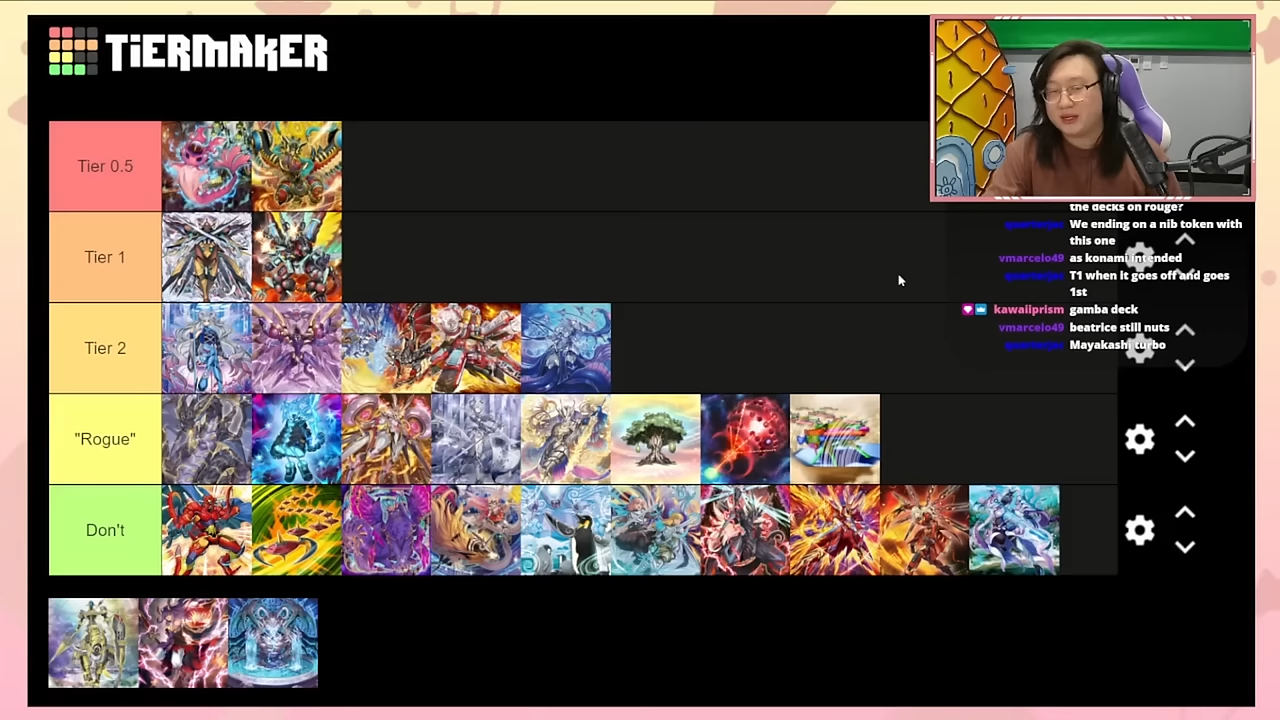 TiERMAKER
Tier 0.5
Tier 1
Tier 2
"Rogue"
Don't
the decks on rouge?
We ending on a nib token with
this one
vmarcelo49 as konami intended
T1 when it goes off and goes
1st
kawaiiprism gamba deck
vmarcelo49 beatrice still nuts
Mayakashi turbo